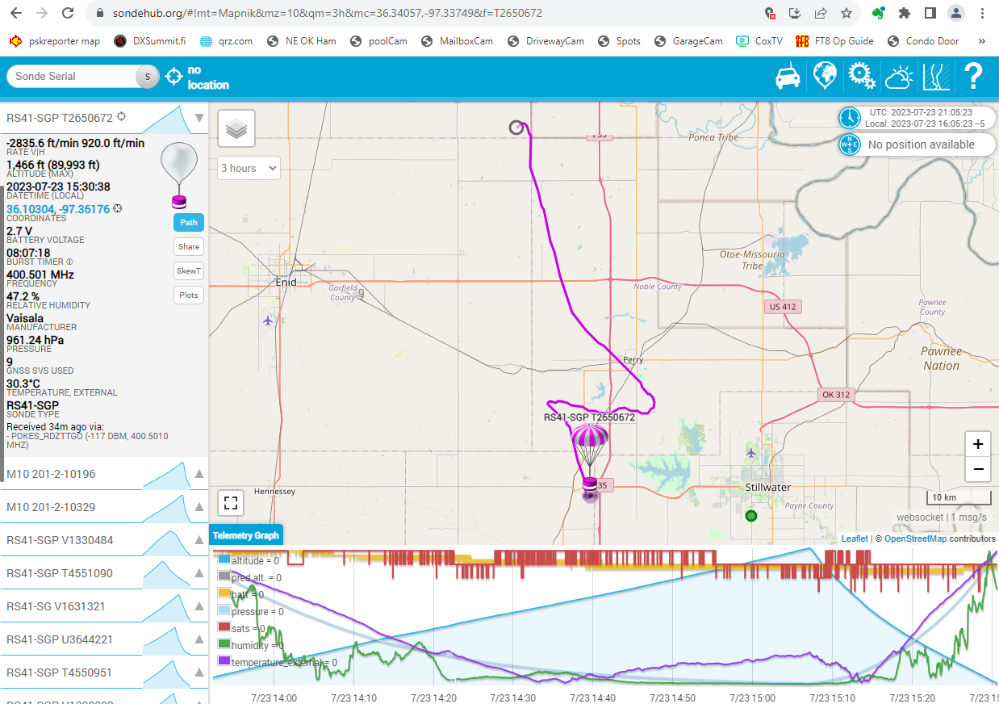 sondehub.org/#!mt=Mapnik&mz=10&qm=3h&mc=36.34057,-97.33749&f=T2650672
pskreporter map
DXSummit.fi
qrz.com
NE OK Ham
poolCam
MailboxCam
DrivewayCam
Spots
GarageCam
CoxTV
FT8 Op Guide
Condo Door
»
Sonde Serial
S
no
location
?
RS41-SGP T2650672
-2835.6 ft/min 920.0 ft/min
RATE V|H
1,466 ft (89,993 ft)
ALTITUDE (MAX)
2023-07-23 15:30:38
DATETIME (LOCAL)
36.10304, -97.36176
COORDINATES
2.7 V
BATTERY VOLTAGE
08:07:18
BURST TIMER
400.501 MHz
FREQUENCY
47.2 %
RELATIVE HUMIDITY
Vaisala
MANUFACTURER
961.24 hPa
PRESSURE
9
GNSS SVS USED
30.3°C
TEMPERATURE, EXTERNAL
RS41-SGP
SONDE TYPE
Received 34m ago via:
- POKES_RDZTTGO (-117 DBM, 400.5010
MHZ)
Path
Share
SkewT
Plots
M10 201-2-10196
M10 201-2-10329
RS41-SGP V1330484
RS41-SGP T4551090
RS41-SG V1631321
RS41-SGP U3644221
RS41-SGP T4550951
3 hours
UTC: 2023-07-23 21:05:23
Local: 2023-07-23 16:05:23 --5
N
W E
S
No position available
Ponca Tribe
I 35
Otoe-Missouria
Tribe
Enid
Garfield
County
Noble County
US 412
Pawnee
County
Perry
Pawnee
Nation
OK 312
RS41-SGP T2650672
35
Hennessey
Stillwater
Payne County
+
−
10 km
websocket | 1 msg/s
Leaflet | © OpenStreetMap contributors
Telemetry Graph
altitude = 0
pred.alt. = 0
batt = 0
pressure = 0
sats = 0
humidity = 0
temperature_external = 0
7/23 14:00
7/23 14:10
7/23 14:20
7/23 14:30
7/23 14:40
7/23 14:50
7/23 15:00
7/23 15:10
7/23 15:20